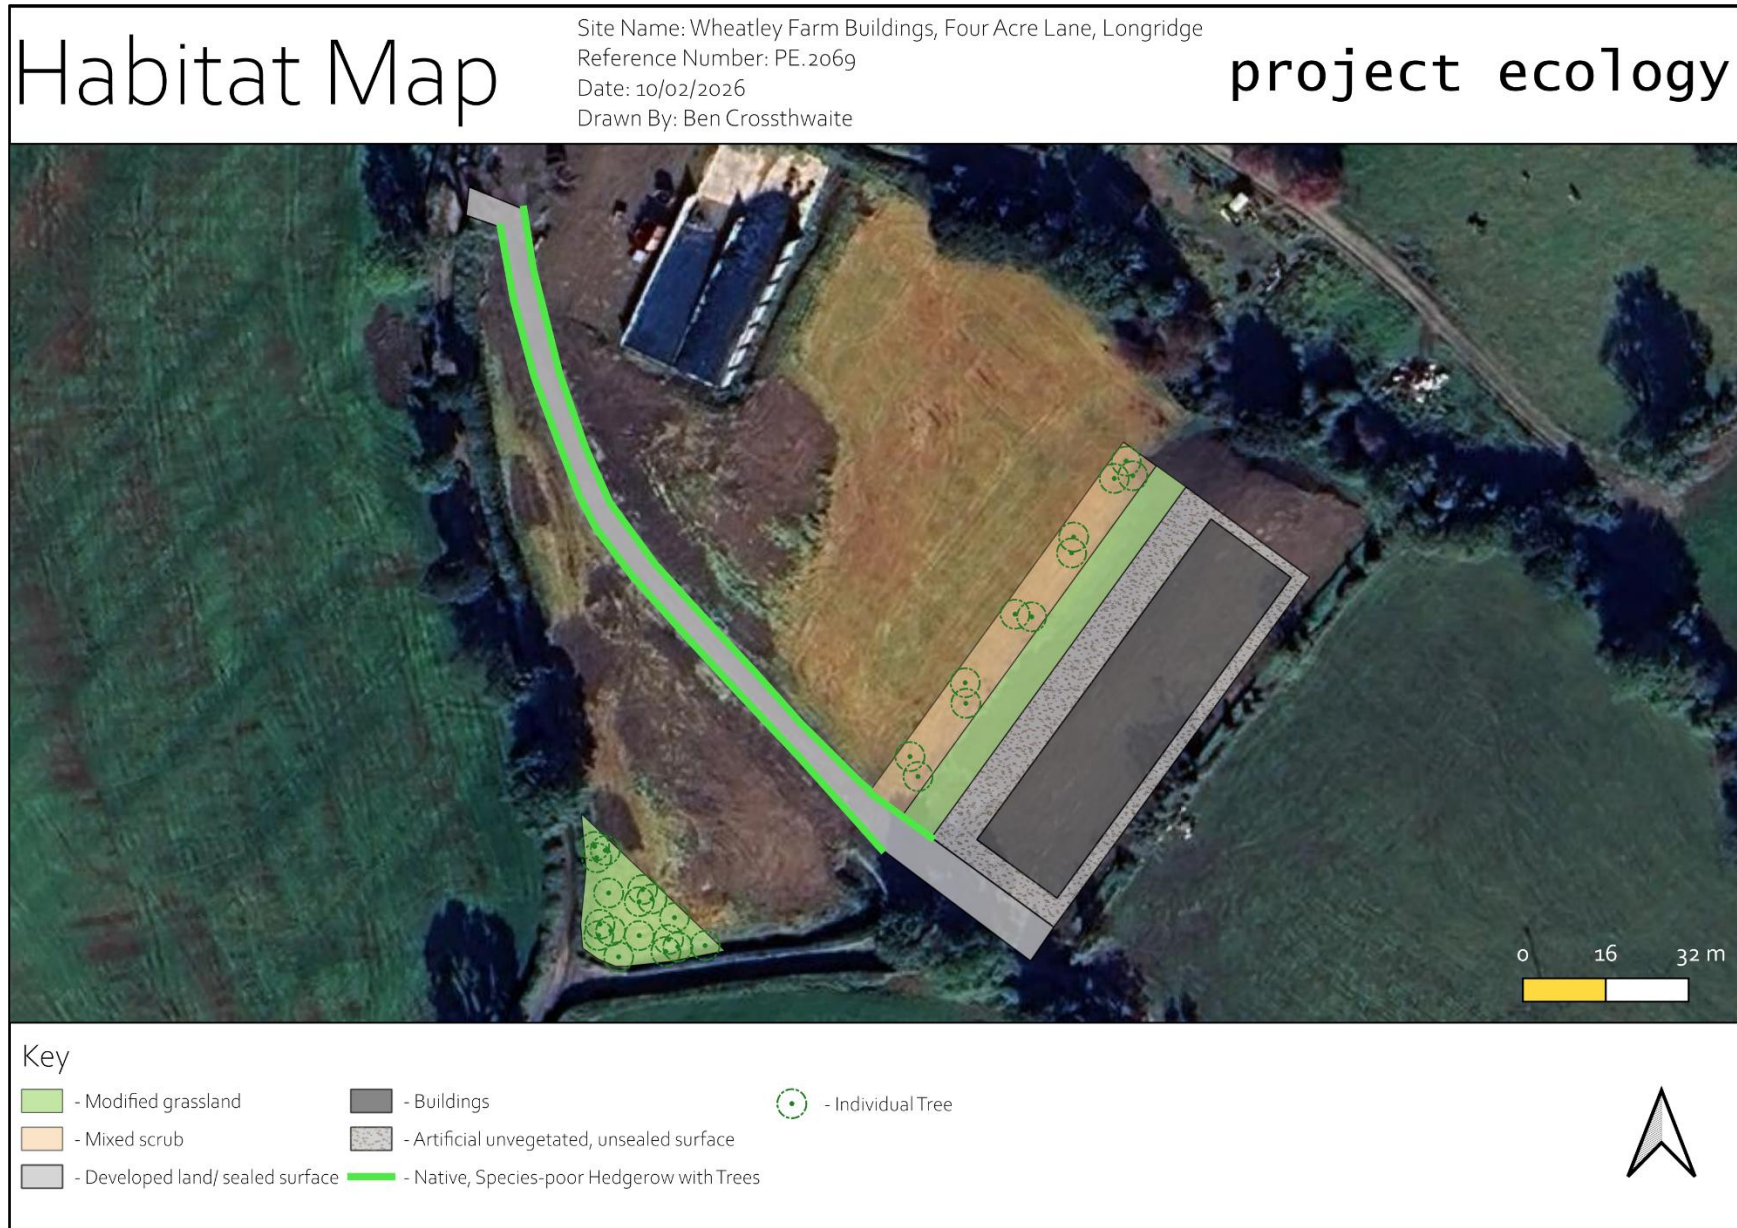 Habitat Map
Site Name: Wheatley Farm Buildings, Four Acre Lane, Longridge
Reference Number: PE.2069
Date: 10/02/2026
Drawn By: Ben Crossthwaite
project ecology
0 16 32 m
Key
- Modified grassland
- Mixed scrub
- Developed land/ sealed surface
- Buildings
- Artificial unvegetated, unsealed surface
- Native, Species-poor Hedgerow with Trees
- Individual Tree